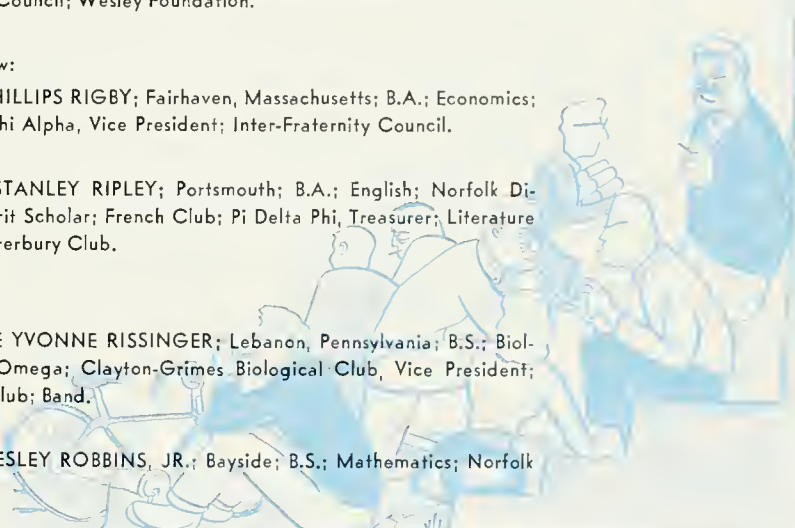 Council; Wesley Foundation.
w:
HILLIPS RIGBY; Fairhaven, Massachusetts; B.A.; Economics;
hi Alpha, Vice President; Inter-Fraternity Council.
STANLEY RIPLEY; Portsmouth; B.A.; English; Norfolk Di-
rit Scholar; French Club; Pi Delta Phi, Treasurer; Literature
erbury Club.
E YVONNE RISSINGER; Lebanon, Pennsylvania; B.S.; Biol-
Omega; Clayton-Grimes Biological Club, Vice President;
lub; Band.
ESLEY ROBBINS, JR.; Bayside; B.S.; Mathematics; Norfolk